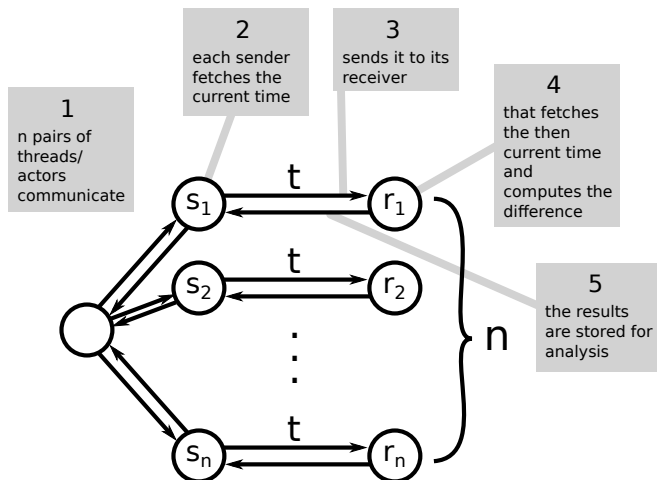 1
n pairs of
threads/
actors
communicate
2
each sender
fetches the
current time
3
sends it to its
receiver
4
that fetches
the then
current time
and
computes the
difference
5
the results
are stored for
analysis
s1
t
r1
s2
t
r2
n
sn
t
rn